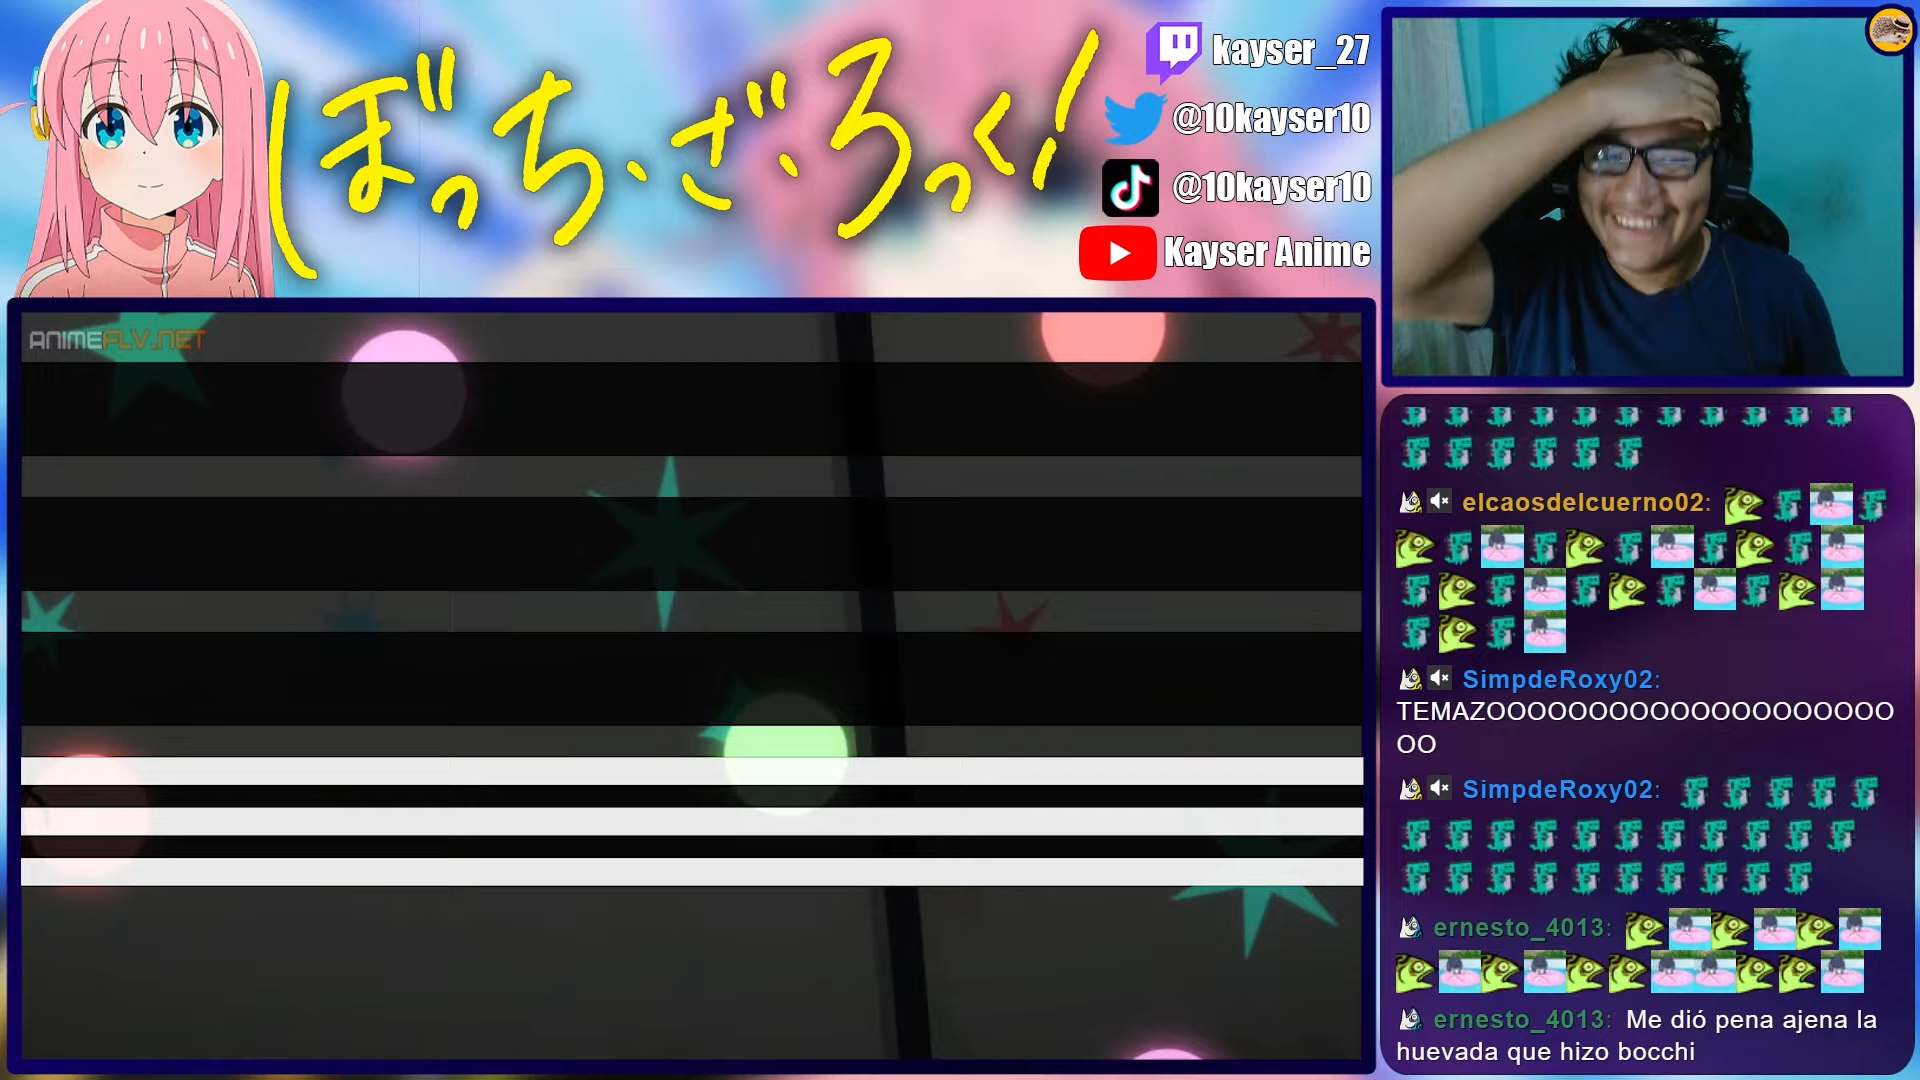 ぼっち・ざ・ろっく!
kayser_27
@10kayser10
@10kayser10
Kayser Anime
ANIMEFLV.NET
elcaosdelcuerno02:
SimpdeRoxy02:
TEMAZOOOOOOOOOOOOOOOOOOOO
OO
SimpdeRoxy02:
ernesto_4013:
ernesto_4013: Me dió pena ajena la
huevada que hizo bocchi